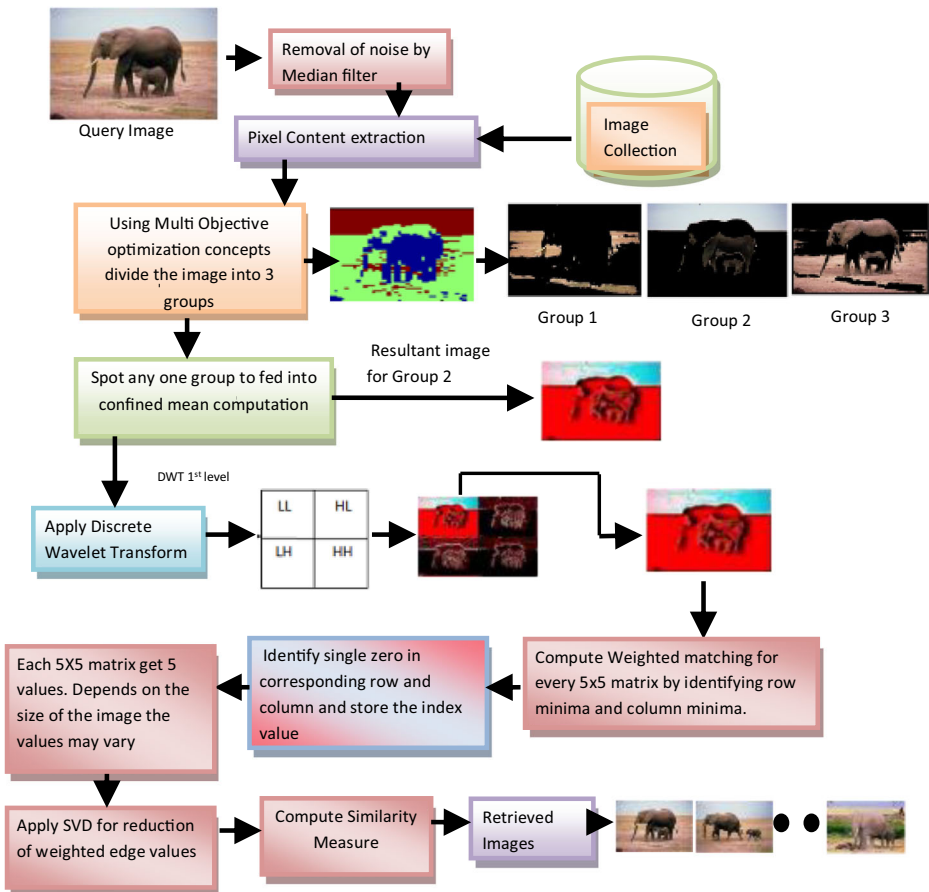 Removal of noise by
Median filter
Query Image
Pixel Content extraction
Image
Collection
Using Multi Objective
optimization concepts
divide the image into 3
groups
Group 1
Group 2
Group 3
Spot any one group to fed into
confined mean computation
Resultant image
for Group 2
DWT 1st level
Apply Discrete
Wavelet Transform
LL HL
LH HH
Compute Weighted matching for
every 5x5 matrix by identifying row
minima and column minima.
Identify single zero in
corresponding row and
column and store the index
value
Each 5X5 matrix get 5
values. Depends on the
size of the image the
values may vary
Apply SVD for reduction
of weighted edge values
Compute Similarity
Measure
Retrieved
Images